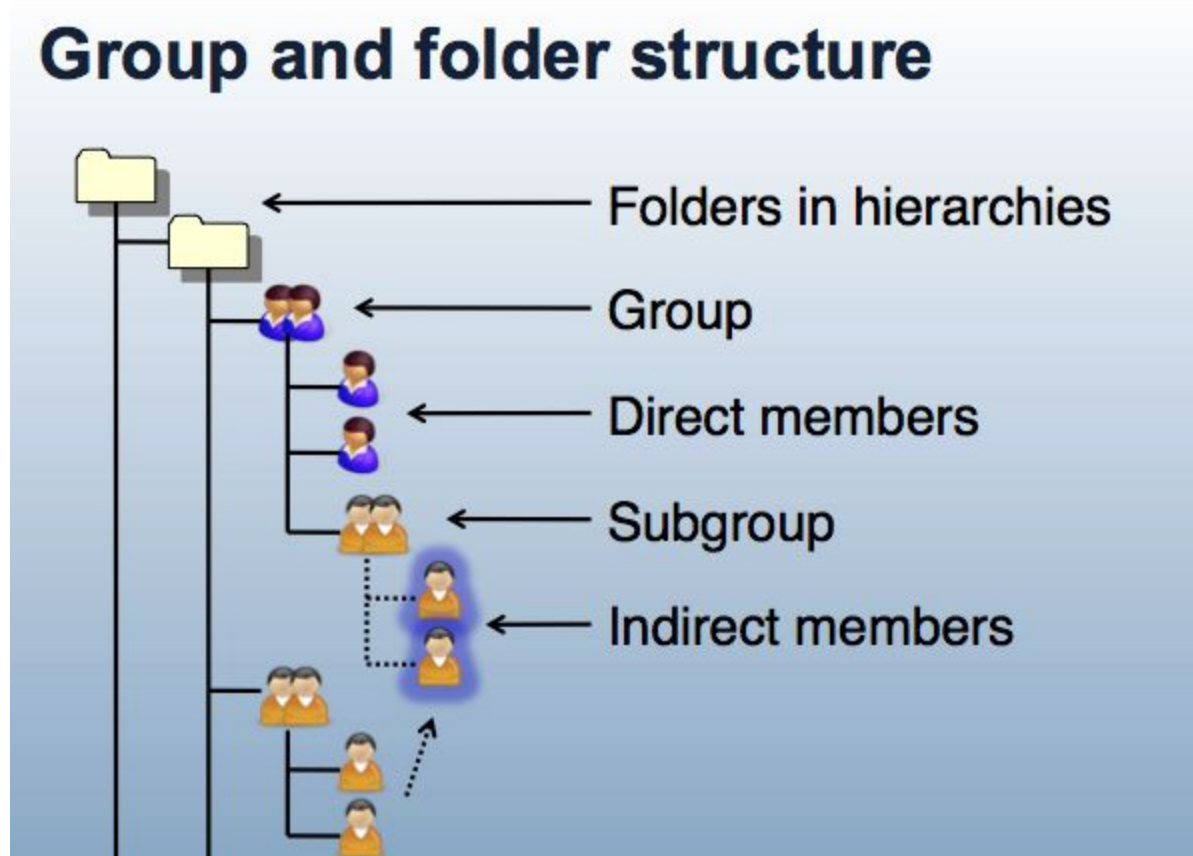 Group and folder structure
Folders in hierarchies
Group
Direct members
Subgroup
Indirect members